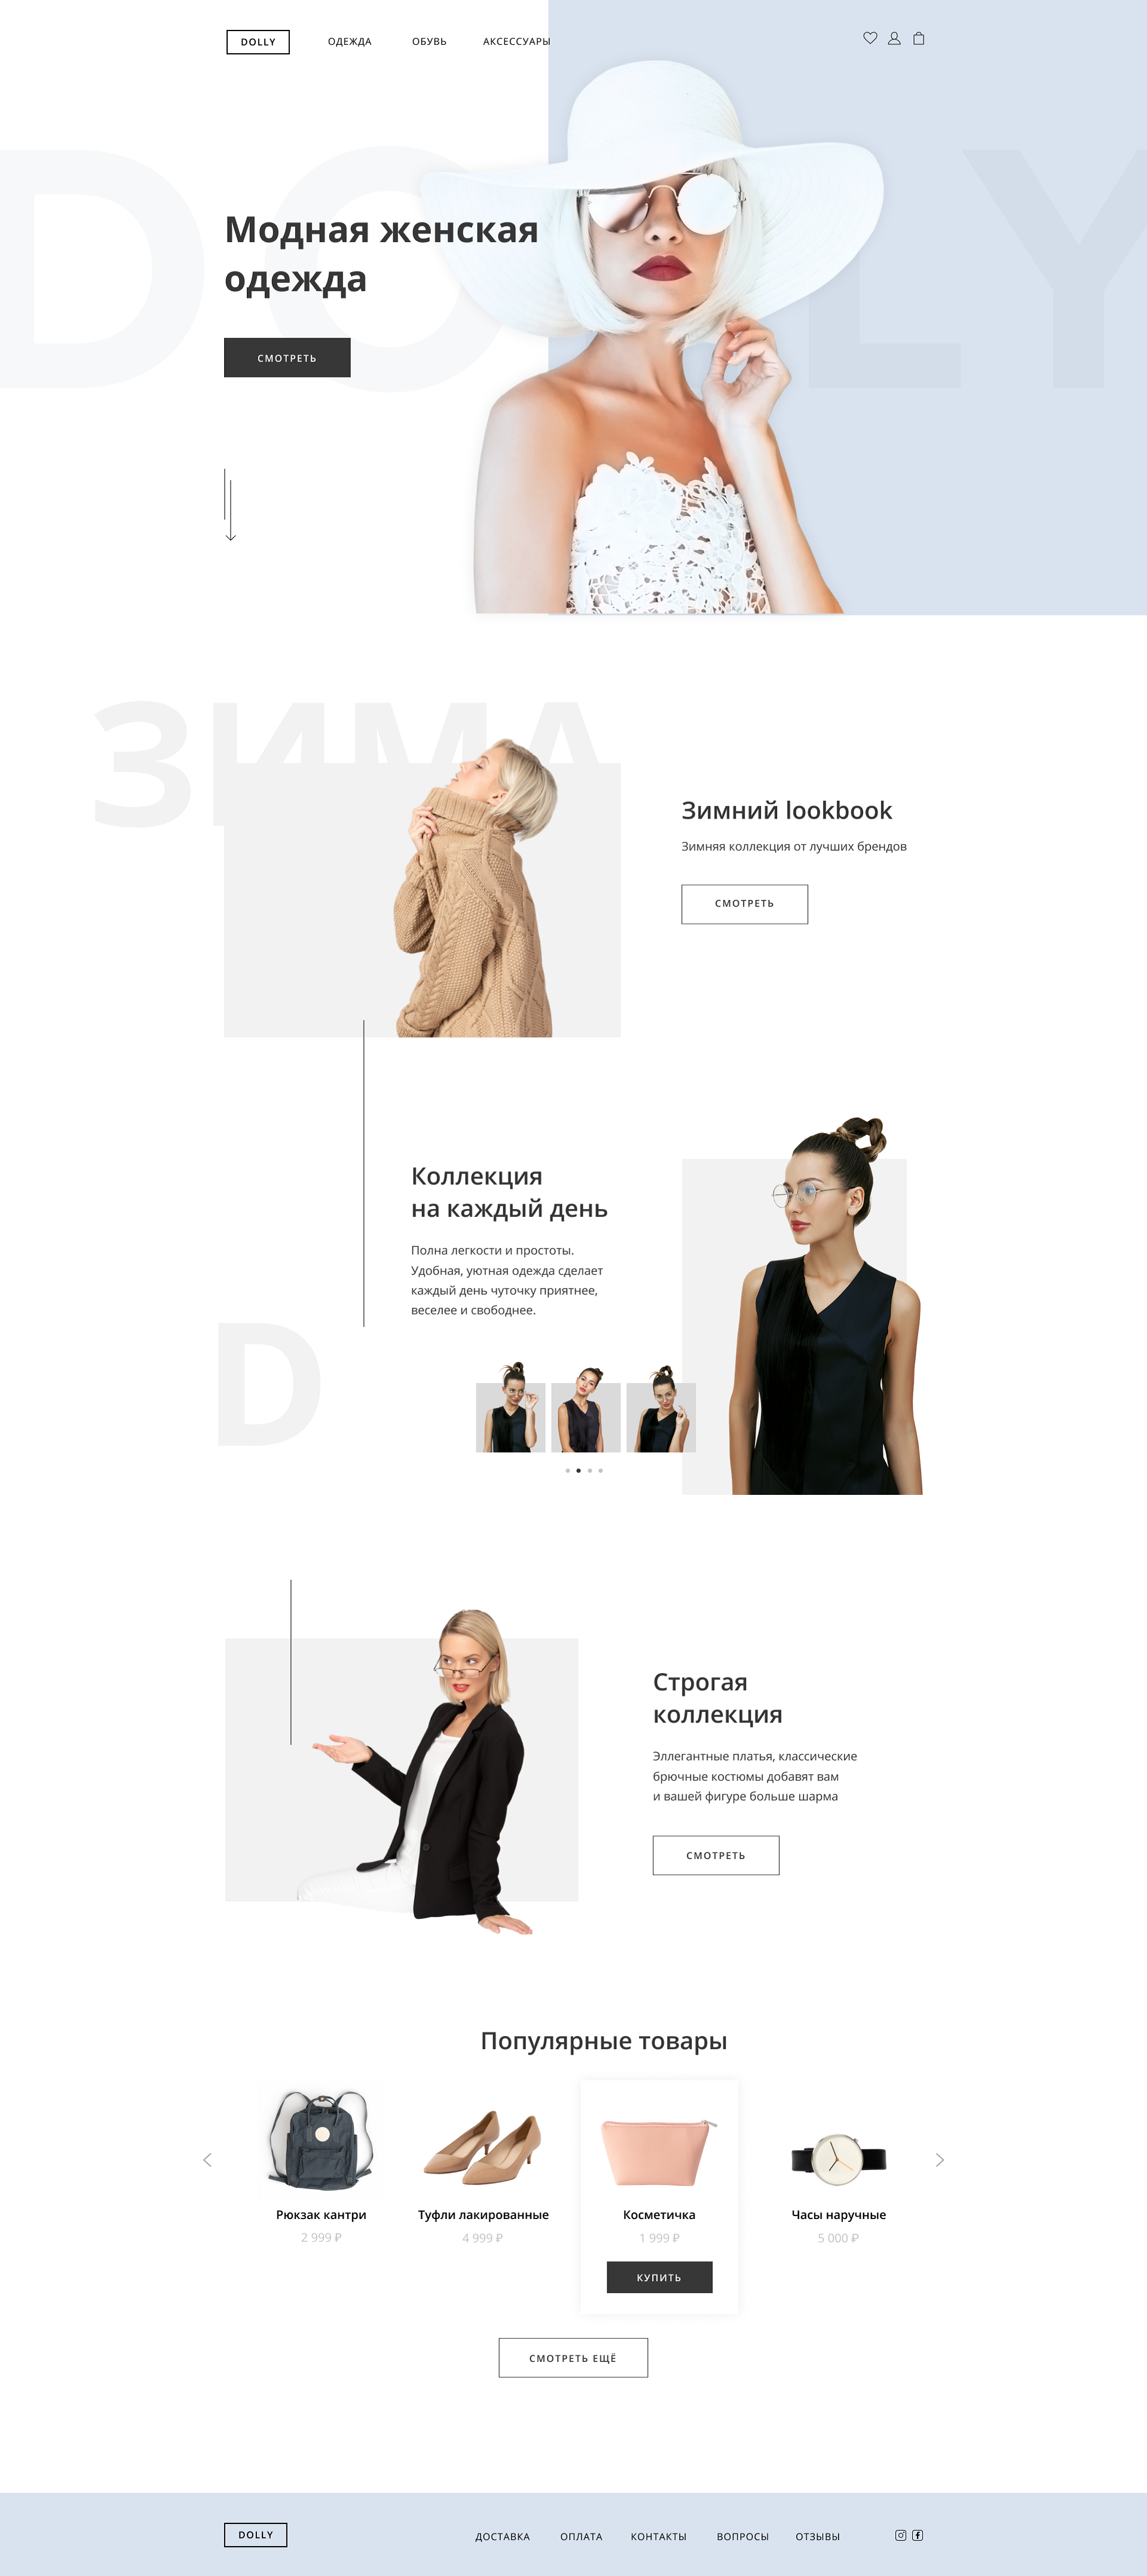 DOLLY
ОДЕЖДА
ОБУВЬ
АКСЕССУАРЫ
DOLLY
Модная женская
одежда
СМОТРЕТЬ
ЗИМА
Зимний lookbook
Зимняя коллекция от лучших брендов
СМОТРЕТЬ
Коллекция
на каждый день
Полна легкости и простоты.
Удобная, уютная одежда сделает
каждый день чуточку приятнее,
веселее и свободнее.
D
Строгая
коллекция
Эллегантные платья, классические
брючные костюмы добавят вам
и вашей фигуре больше шарма
СМОТРЕТЬ
Популярные товары
Рюкзак кантри
2 999 ₽
Туфли лакированные
4 999 ₽
Косметичка
1 999 ₽
КУПИТЬ
Часы наручные
5 000 ₽
СМОТРЕТЬ ЕЩЁ
DOLLY
ДОСТАВКА
ОПЛАТА
КОНТАКТЫ
ВОПРОСЫ
ОТЗЫВЫ